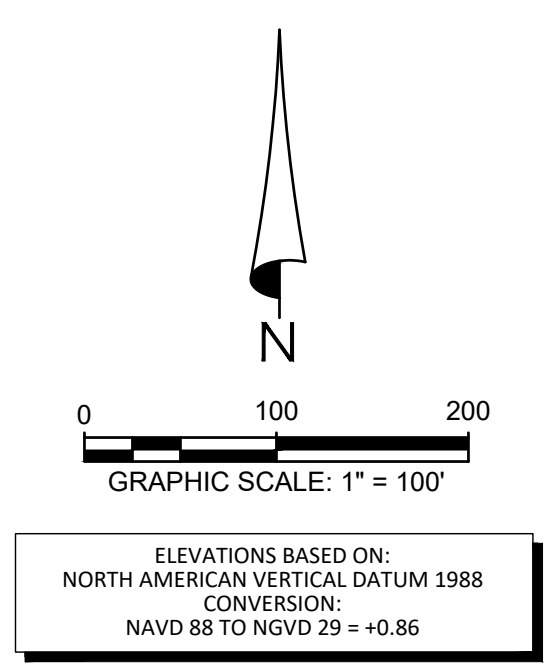 N
0 100 200
GRAPHIC SCALE: 1" = 100'
ELEVATIONS BASED ON:
NORTH AMERICAN VERTICAL DATUM 1988
CONVERSION:
NAVD 88 TO NGVD 29 = +0.86